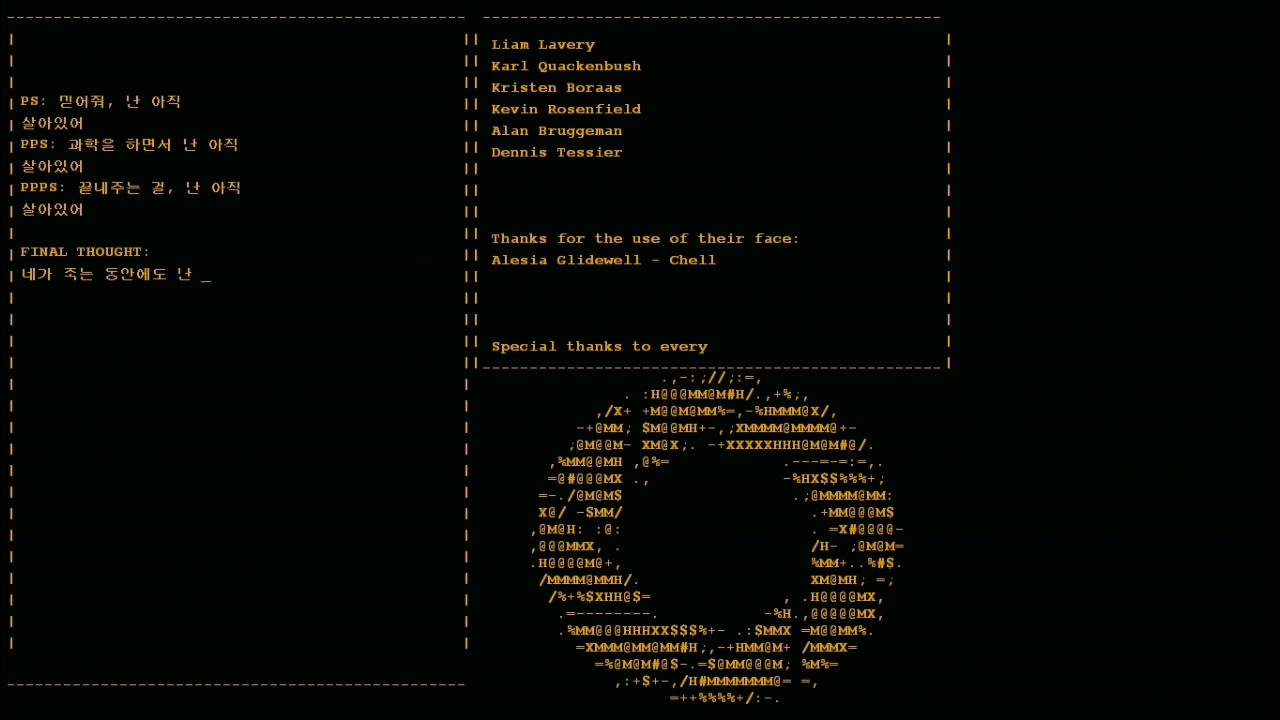 PS: 믿어줘, 난 아직
살아있어
PPS: 과학을 하면서 난 아직
살아있어
PPPS: 끝내주는 걸, 난 아직
살아있어
FINAL THOUGHT:
네가 죽는 동안에도 난 _
Liam Lavery
Karl Quackenbush
Kristen Boraas
Kevin Rosenfield
Alan Bruggeman
Dennis Tessier
Thanks for the use of their face:
Alesia Glidewell - Chell
Special thanks to every